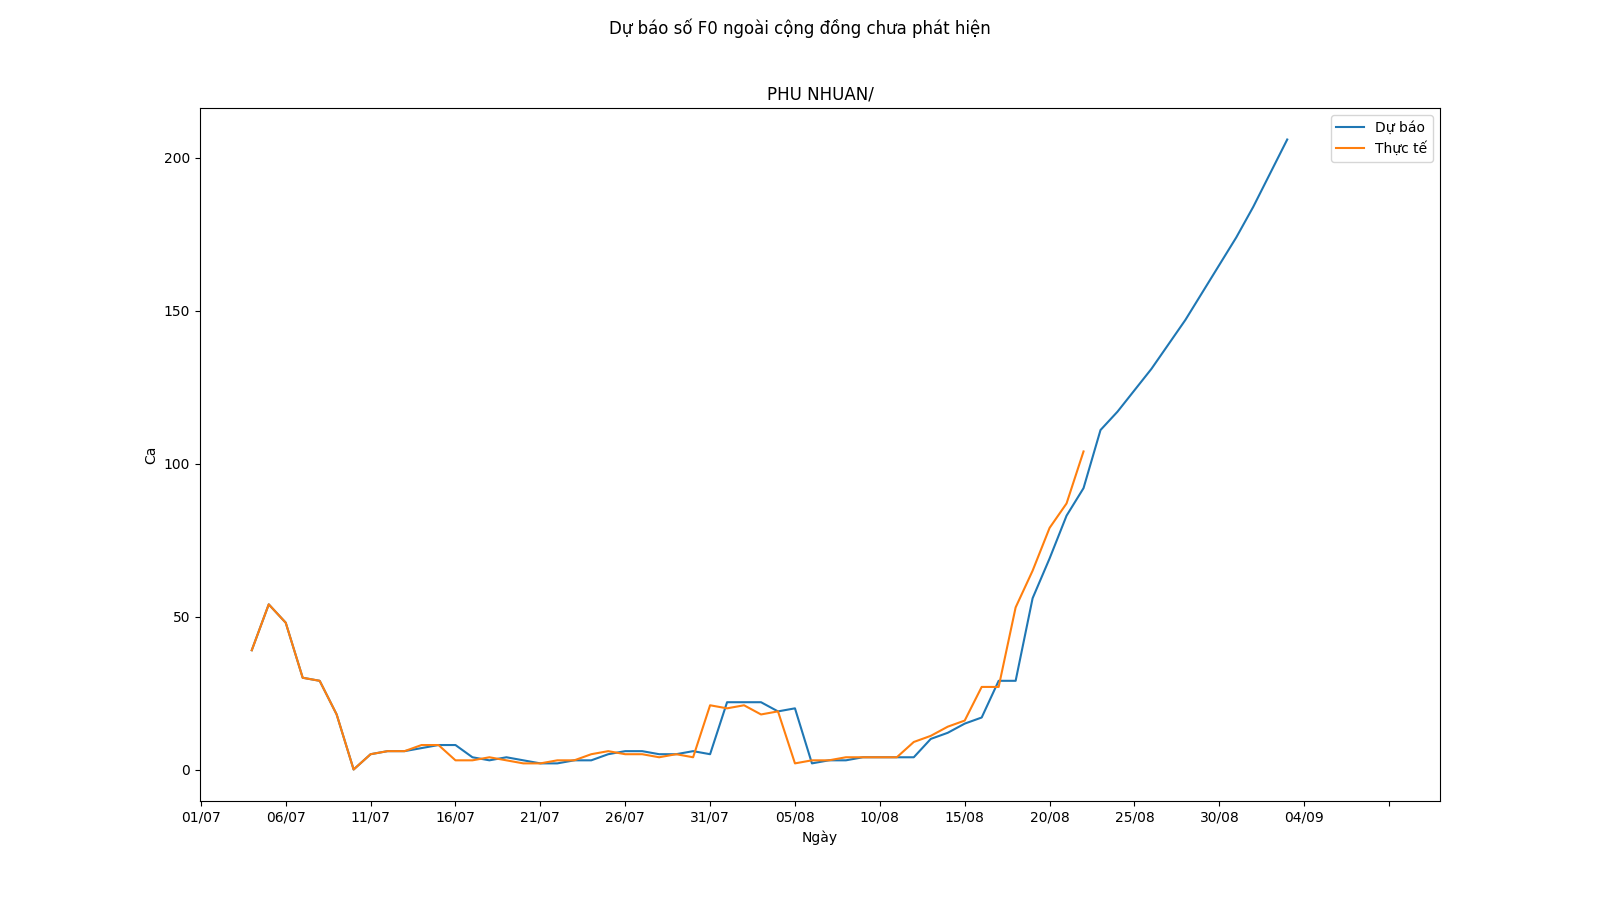 Dự báo số F0 ngoài cộng đồng chưa phát hiện
PHU NHUAN/
Dự báo
Thực tế
200
150
100
50
0
Ca
01/07 06/07 11/07 16/07 21/07 26/07 31/07 05/08 10/08 15/08 20/08 25/08 30/08 04/09
Ngày